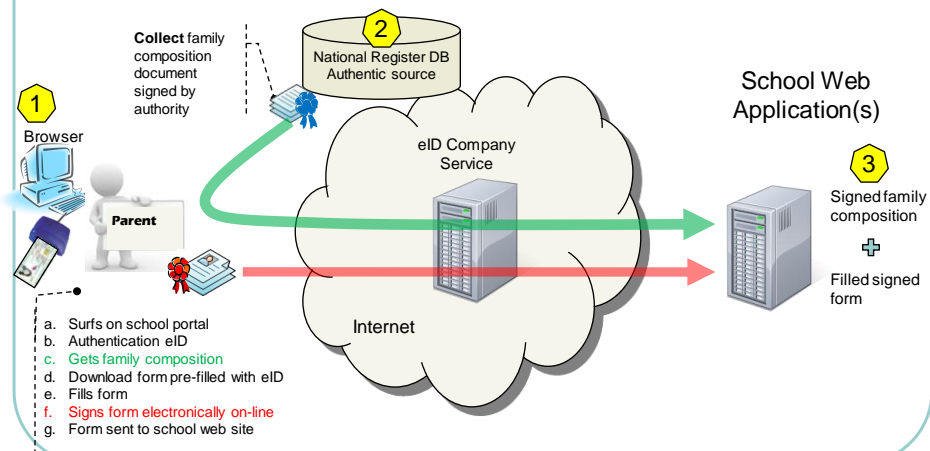 1
Browser
Parent
Collect family
composition
document
signed by
authority
2
National Register DB
Authentic source
eID Company
Service
Internet
School Web
Application(s)
3
Signed family
composition
Filled signed
form
a. Surfs on school portal
b. Authentication eID
c. Gets family composition
d. Download form pre-filled with eID
e. Fills form
f. Signs form electronically on-line
g. Form sent to school web site